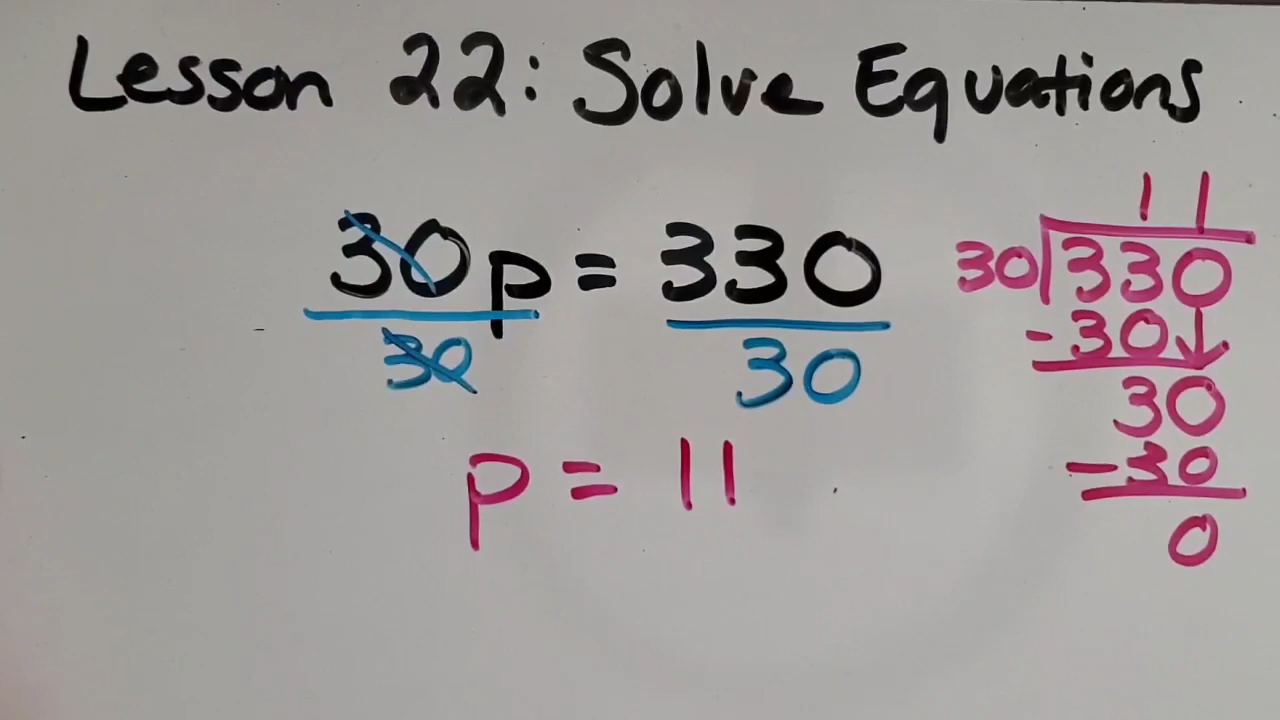 Lesson 22: Solve Equations
30p = 330
30 30
p = 11
11
30)330
-30↓
30
-30
0